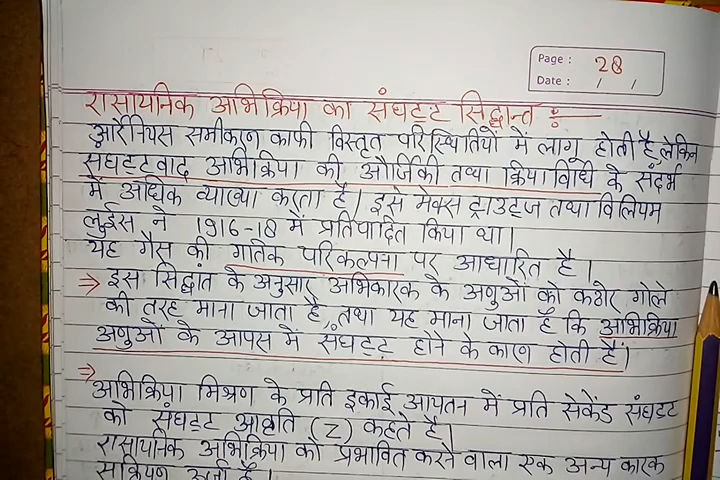 Page : 28
Date : / /
रासायनिक अभिक्रिया का संघट्ट सिद्धान्त :-
आर्रेनियस समीकरण काफी विस्तृत परिस्थितियों में लागू होती है, लेकिन
संघट्टवाद अभिक्रिया की और्जिकी तथा क्रियाविधि के संदर्भ
में अधिक व्याख्या करता है। इसे मेक्स ट्राउट्ज तथा विलियम
लुईस ने 1916-18 में प्रतिपादित किया था।
यह गैस की गतिक परिकल्पना पर आधारित है।
⇒ इस सिद्धांत के अनुसार अभिकारक के अणुओं को कठोर गोले
की तरह माना जाता है, तथा यह माना जाता है कि अभिक्रिया
अणुओं के आपस में संघट्ट होने के कारण होती है।
⇒
अभिक्रिया मिश्रण के प्रति इकाई आयतन में प्रति सेकेंड संघट्ट
को संघट्ट आवृति (Z) कहते हैं।
रासायनिक अभिक्रिया को प्रभावित करने वाला एक अन्य कारक
सक्रियण ऊर्जा है।